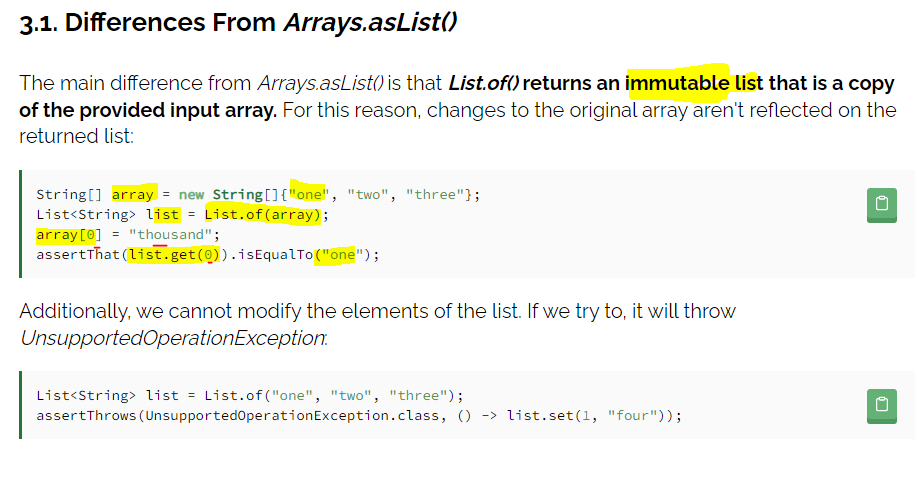 3.1. Differences From Arrays.asList()
The main difference from Arrays.asList() is that List.of() returns an immutable list that is a copy
of the provided input array. For this reason, changes to the original array aren't reflected on the
returned list:
String[] array = new String[]{"one", "two", "three"};
List<String> list = List.of(array);
array[0] = "thousand";
assertThat(list.get(0)).isEqualTo("one");
Additionally, we cannot modify the elements of the list. If we try to, it will throw
UnsupportedOperationException:
List<String> list = List.of("one", "two", "three");
assertThrows(UnsupportedOperationException.class, () -> list.set(1, "four"));